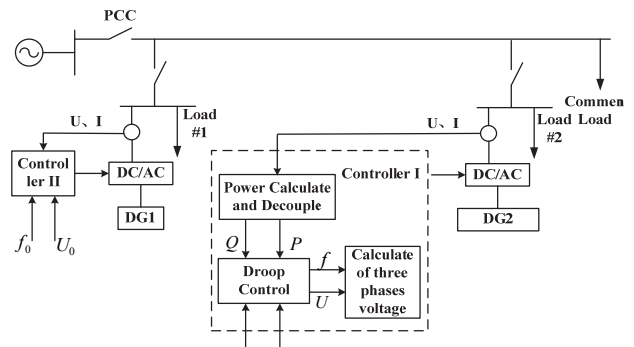 PCC
U、I
Load
#1
U、I
Load
#2
Commen
Load
Control
ler II
DC/AC
DG1
f₀
U₀
Controller I
DC/AC
DG2
Power Calculate
and Decouple
Q
P
Droop
Control
f
U
Calculate
of three
phases
voltage